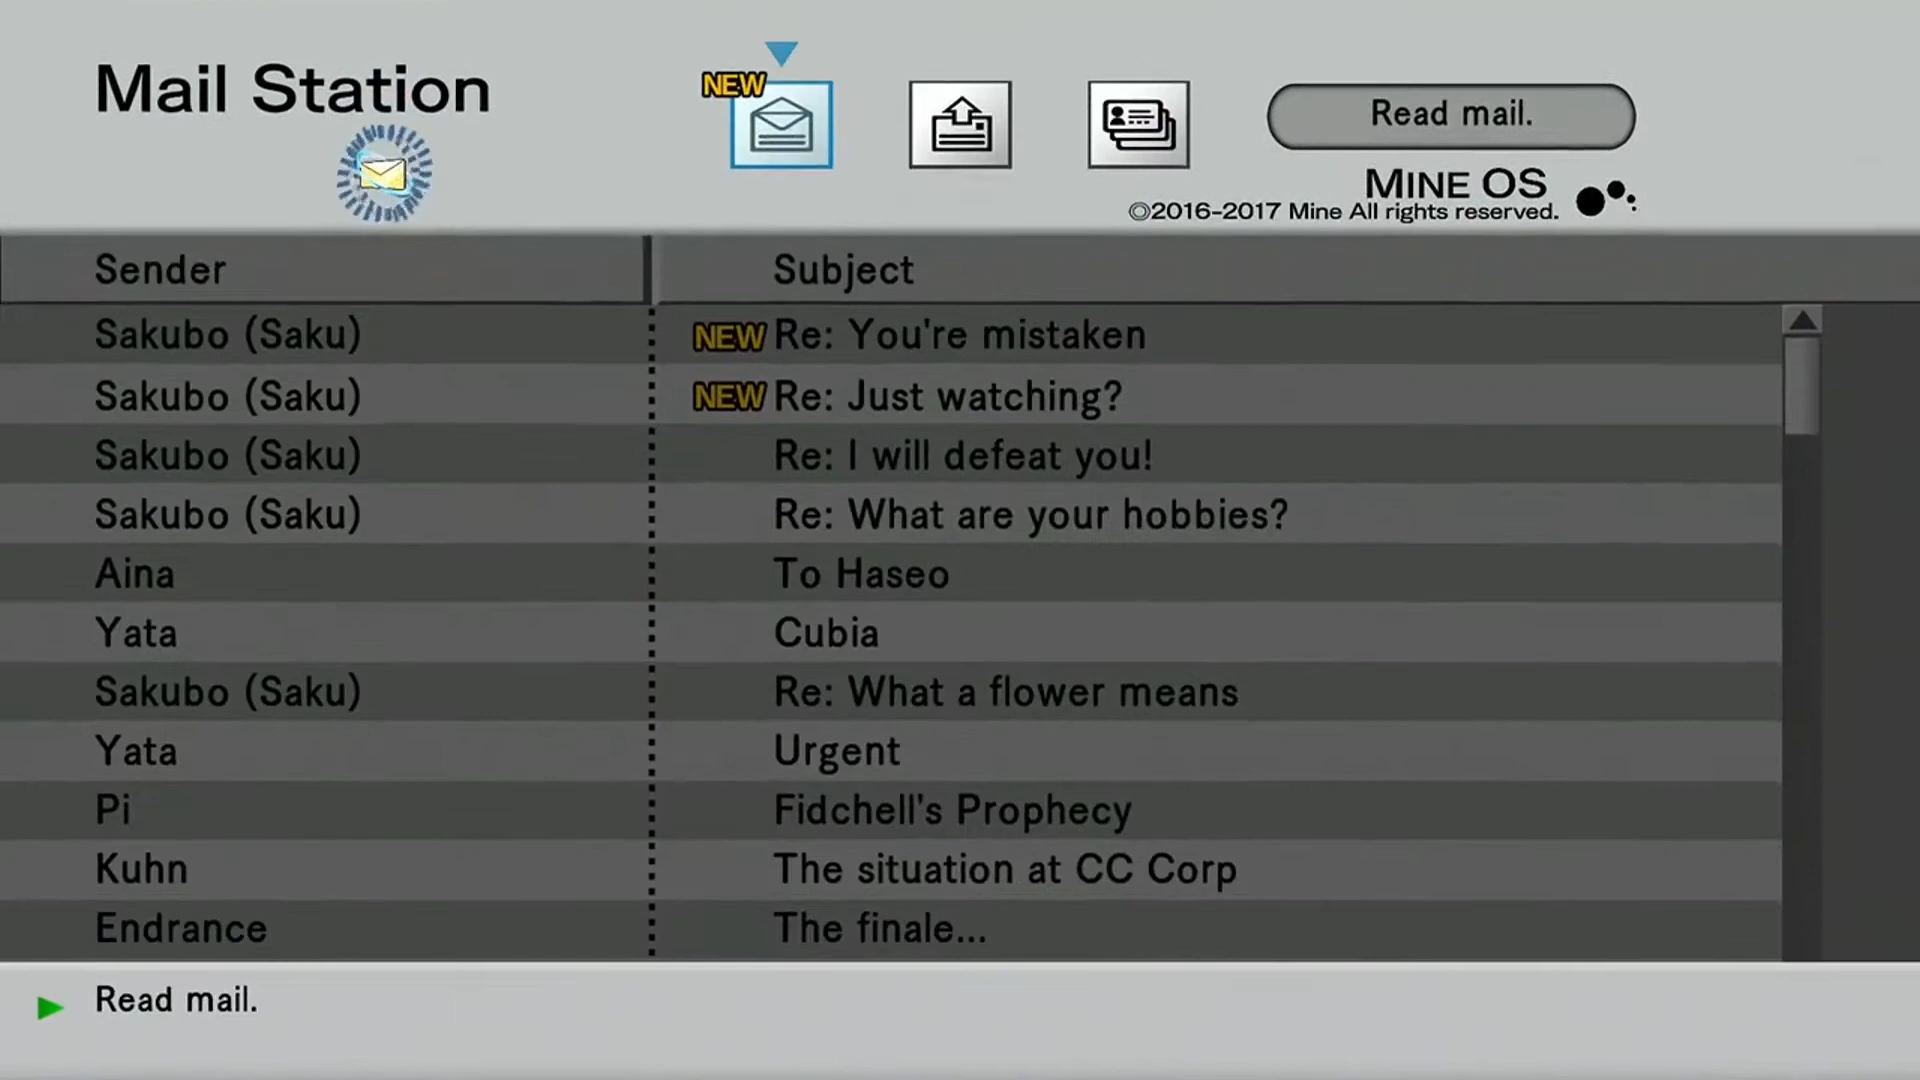 Mail Station
NEW
Read mail.
MINE OS
©2016-2017 Mine All rights reserved.
Sender Subject
Sakubo (Saku) NEW Re: You're mistaken
Sakubo (Saku) NEW Re: Just watching?
Sakubo (Saku) Re: I will defeat you!
Sakubo (Saku) Re: What are your hobbies?
Aina To Haseo
Yata Cubia
Sakubo (Saku) Re: What a flower means
Yata Urgent
Pi Fidchell's Prophecy
Kuhn The situation at CC Corp
Endrance The finale...
Read mail.